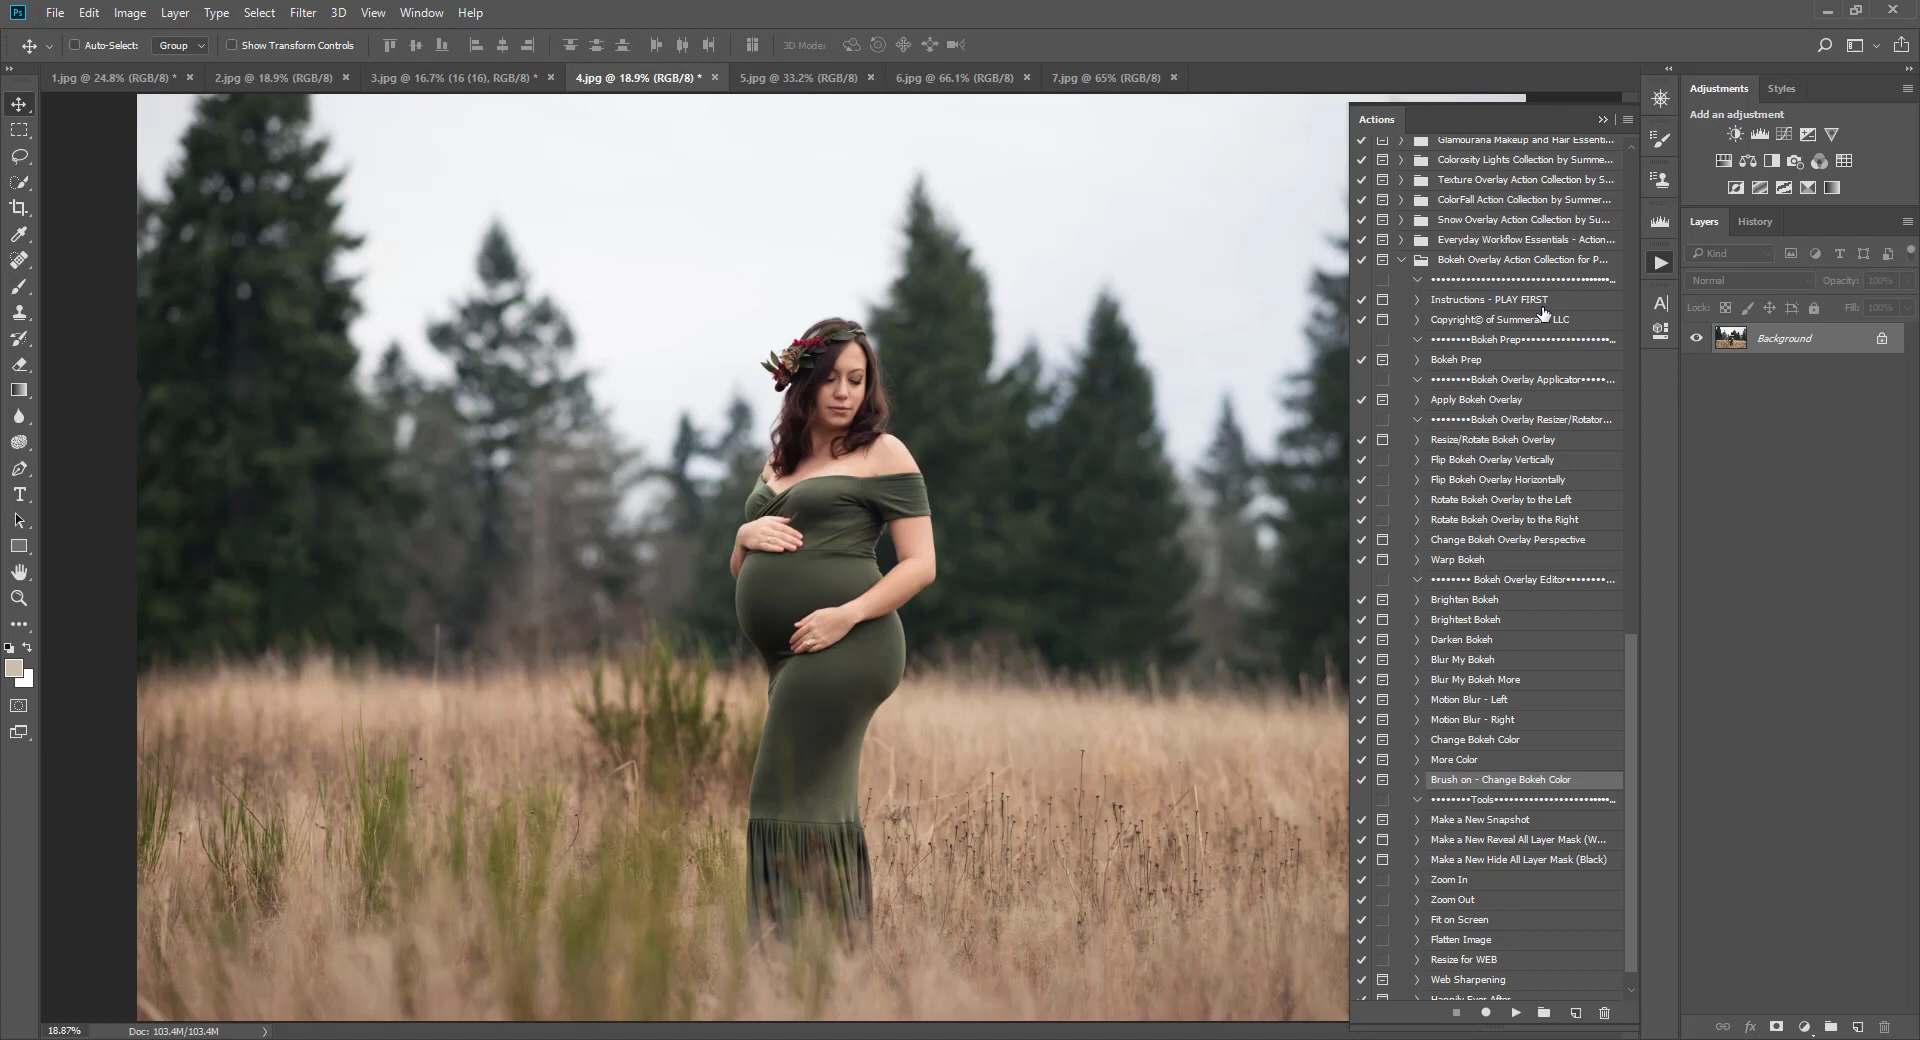 Ps File Edit Image Layer Type Select Filter 3D View Window Help
Auto-Select: Group Show Transform Controls 3D Mode:
1.jpg @ 24.8% (RGB/8) * 2.jpg @ 18.9% (RGB/8) 3.jpg @ 16.7% (16 (16), RGB/8) * 4.jpg @ 18.9% (RGB/8) * 5.jpg @ 33.2% (RGB/8) 6.jpg @ 66.1% (RGB/8) 7.jpg @ 65% (RGB/8)
Actions
Glamourana Makeup and Hair Essenti...
Colorosity Lights Collection by Summe...
Texture Overlay Action Collection by S...
ColorFall Action Collection by Summer...
Snow Overlay Action Collection by Su...
Everyday Workflow Essentials - Action...
Bokeh Overlay Action Collection for P...
Instructions - PLAY FIRST
Copyright© of LLC
••••••••Bokeh Prep••••••••••••••••••...
Bokeh Prep
••••••••Bokeh Overlay Applicator•••••...
Apply Bokeh Overlay
••••••••Bokeh Overlay Resizer/Rotator...
Resize/Rotate Bokeh Overlay
Flip Bokeh Overlay Vertically
Flip Bokeh Overlay Horizontally
Rotate Bokeh Overlay to the Left
Rotate Bokeh Overlay to the Right
Change Bokeh Overlay Perspective
Warp Bokeh
•••••••• Bokeh Overlay Editor••••••••...
Brighten Bokeh
Brightest Bokeh
Darken Bokeh
Blur My Bokeh
Blur My Bokeh More
Motion Blur - Left
Motion Blur - Right
Change Bokeh Color
More Color
Brush on - Change Bokeh Color
••••••••Tools••••••••••••••••••••••••...
Make a New Snapshot
Make a New Reveal All Layer Mask (W...
Make a New Hide All Layer Mask (Black)
Zoom In
Zoom Out
Fit on Screen
Flatten Image
Resize for WEB
Web Sharpening
Happily Ever After
Adjustments Styles
Add an adjustment
Layers History
Kind
Normal Opacity: 100%
Lock: Fill: 100%
Background
18.87% Doc: 103.4M/103.4M